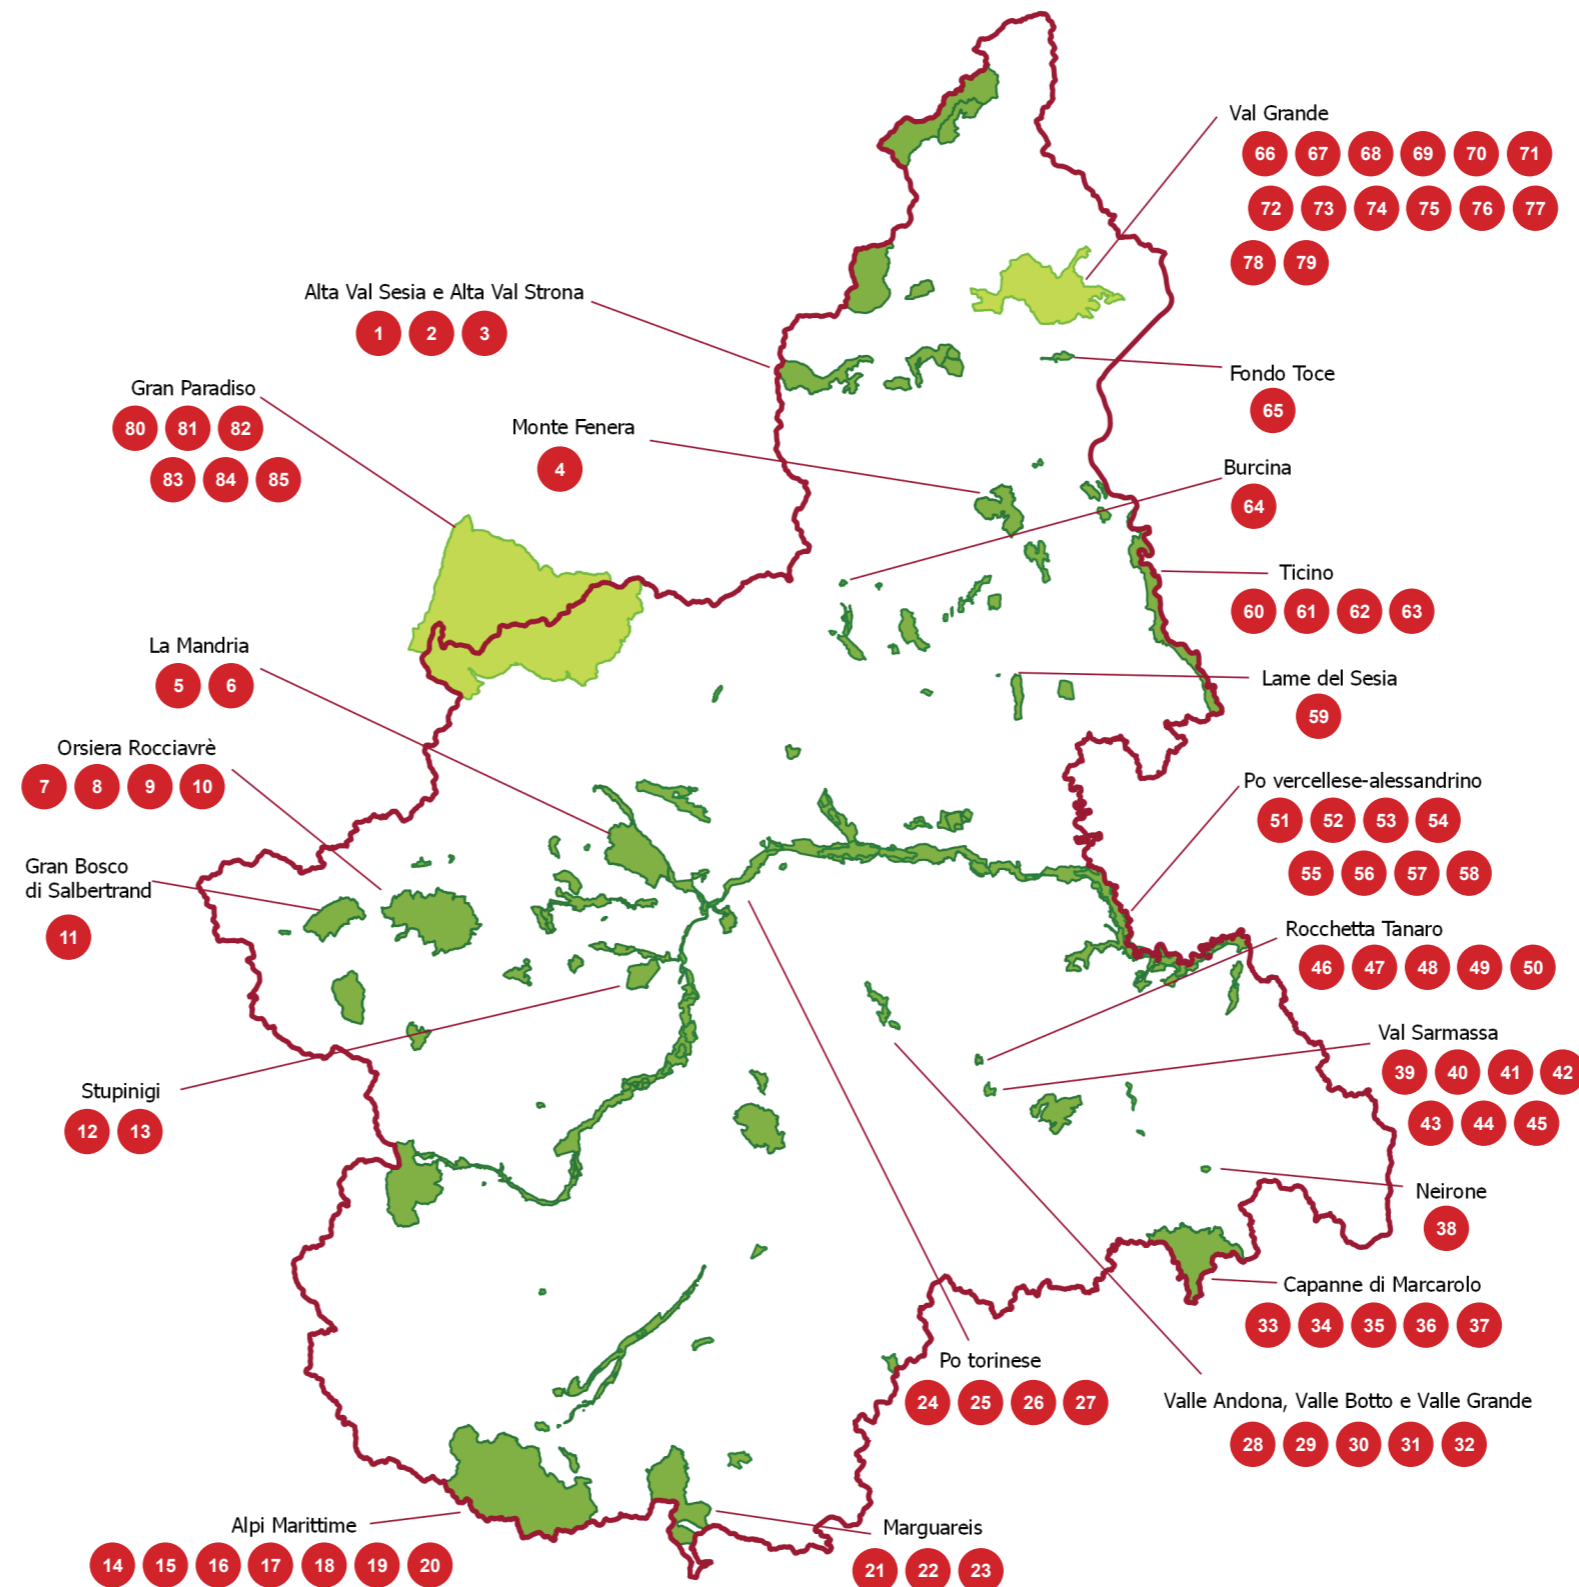 Val Grande
66 67 68 69 70 71
72 73 74 75 76 77
78 79
Alta Val Sesia e Alta Val Strona
1 2 3
Gran Paradiso
80 81 82
83 84 85
Monte Fenera
4
Fondo Toce
65
Burcina
64
Ticino
60 61 62 63
La Mandria
5 6
Lame del Sesia
59
Orsiera Rocciavrè
7 8 9 10
Po vercellese-alessandrino
51 52 53 54
55 56 57 58
Gran Bosco
di Salbertrand
11
Rocchetta Tanaro
46 47 48 49 50
Val Sarmassa
39 40 41 42
43 44 45
Stupinigi
12 13
Neirone
38
Capanne di Marcarolo
33 34 35 36 37
Po torinese
24 25 26 27
Valle Andona, Valle Botto e Valle Grande
28 29 30 31 32
Alpi Marittime
14 15 16 17 18 19 20
Marguareis
21 22 23